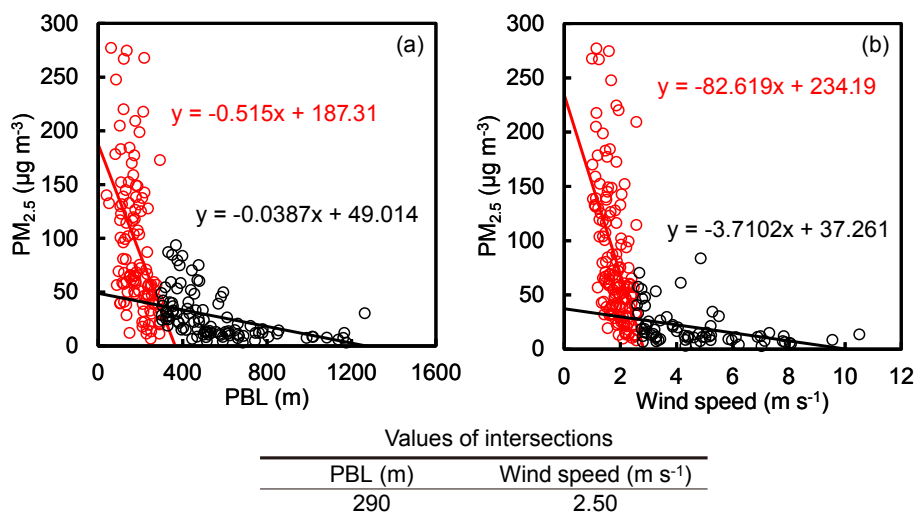 (a)
PM2.5 (µg m-3)
300
250
200
150
100
50
0
y = -0.515x + 187.31
y = -0.0387x + 49.014
0 400 800 1200 1600
PBL (m)
(b)
PM2.5 (µg m-3)
300
250
200
150
100
50
0
y = -82.619x + 234.19
y = -3.7102x + 37.261
0 2 4 6 8 10 12
Wind speed (m s-1)
Values of intersections
PBL (m) Wind speed (m s-1)
290 2.50